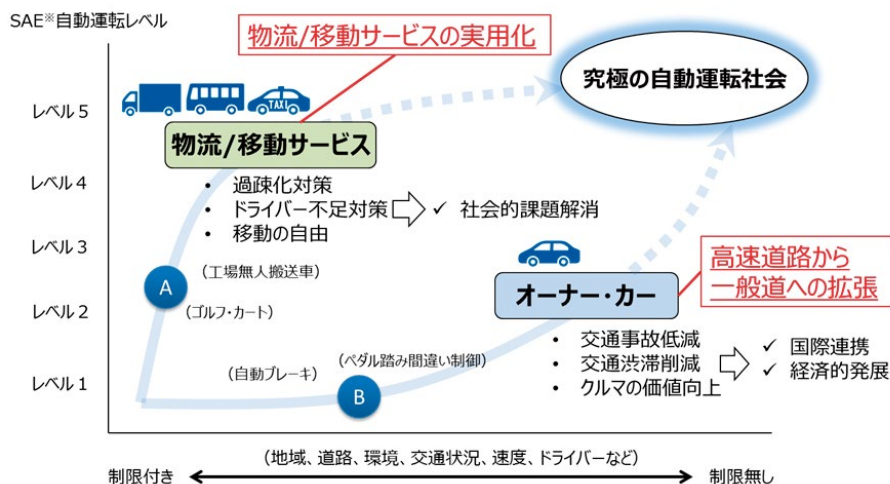 SAE※自動運転レベル
物流/移動サービスの実用化
究極の自動運転社会
レベル5
TAXI
物流/移動サービス
レベル4
• 過疎化対策
• ドライバー不足対策
• 移動の自由
✓ 社会的課題解消
レベル3
高速道路から
一般道への拡張
A
(工場無人搬送車)
オーナー・カー
レベル2
(ゴルフ・カート)
• 交通事故低減
• 交通渋滞削減
• クルマの価値向上
✓ 国際連携
✓ 経済的発展
レベル1
(自動ブレーキ)
(ペダル踏み間違い制御)
B
(地域、道路、環境、交通状況、速度、ドライバーなど)
制限付き
制限無し